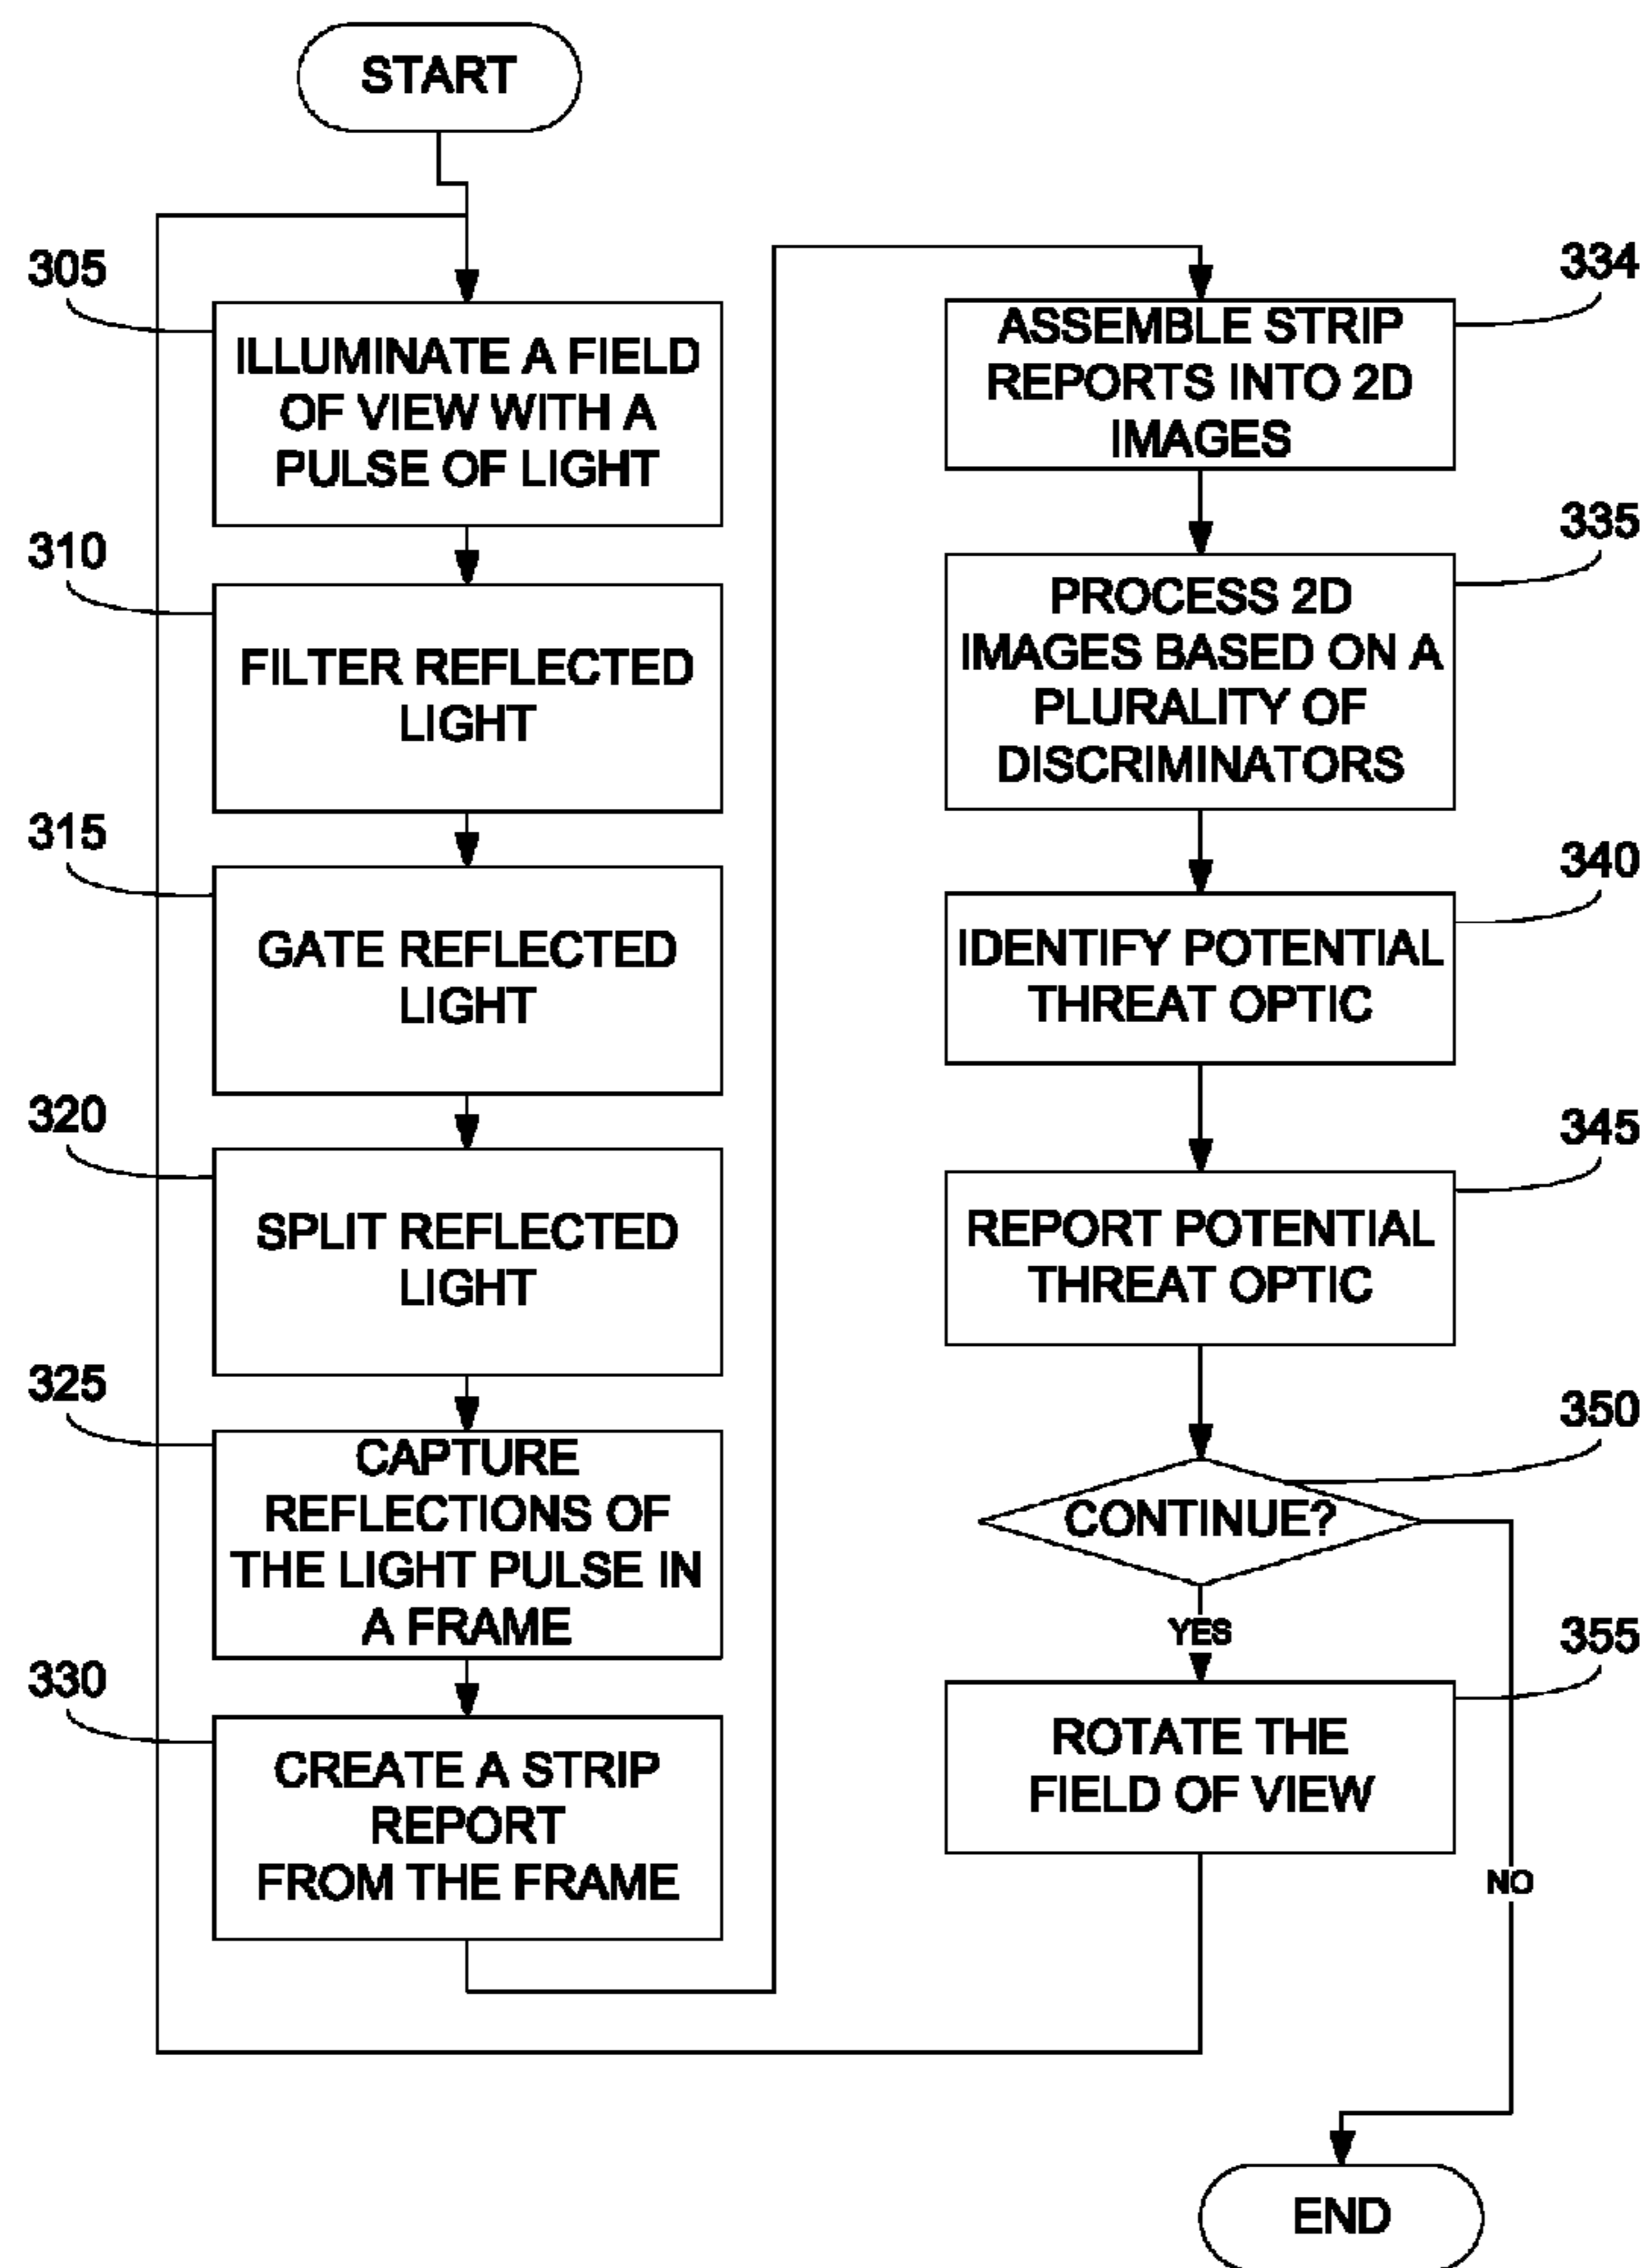 START
305
ILLUMINATE A FIELD
OF VIEW WITH A
PULSE OF LIGHT
310
FILTER REFLECTED
LIGHT
315
GATE REFLECTED
LIGHT
320
SPLIT REFLECTED
LIGHT
325
CAPTURE
REFLECTIONS OF
THE LIGHT PULSE IN
A FRAME
330
CREATE A STRIP
REPORT
FROM THE FRAME
334
ASSEMBLE STRIP
REPORTS INTO 2D
IMAGES
335
PROCESS 2D
IMAGES BASED ON A
PLURALITY OF
DISCRIMINATORS
340
IDENTIFY POTENTIAL
THREAT OPTIC
345
REPORT POTENTIAL
THREAT OPTIC
350
CONTINUE?
YES
355
ROTATE THE
FIELD OF VIEW
NO
END